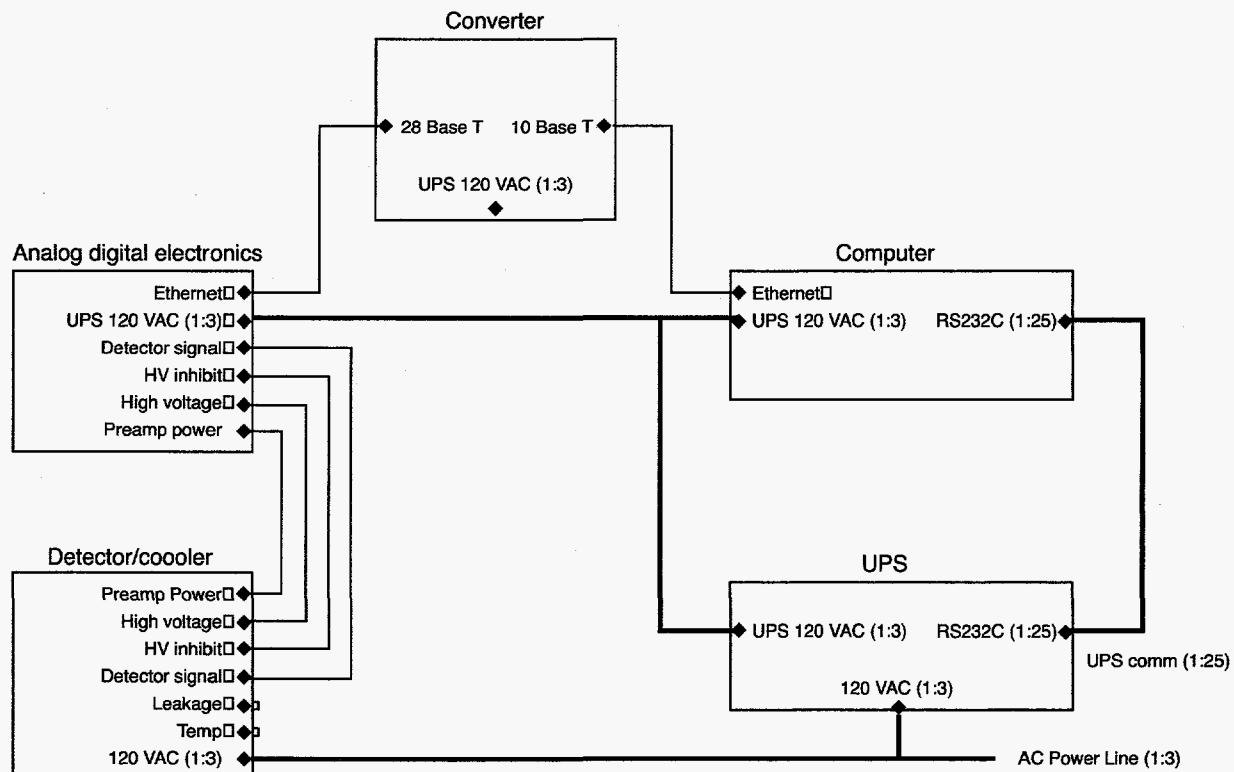 Converter
28 Base T
10 Base T
UPS 120 VAC (1:3)
Analog digital electronics
Ethernet
UPS 120 VAC (1:3)
Detector signal
HV inhibit
High voltage
Preamp power
Computer
Ethernet
UPS 120 VAC (1:3)
RS232C (1:25)
Detector/coooler
Preamp Power
High voltage
HV inhibit
Detector signal
Leakage
Temp
120 VAC (1:3)
UPS
UPS 120 VAC (1:3)
RS232C (1:25)
120 VAC (1:3)
UPS comm (1:25)
AC Power Line (1:3)